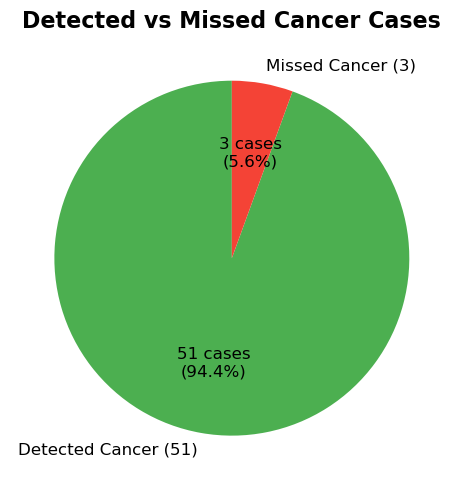 Detected vs Missed Cancer Cases
Missed Cancer (3)
3 cases
(5.6%)
51 cases
(94.4%)
Detected Cancer (51)